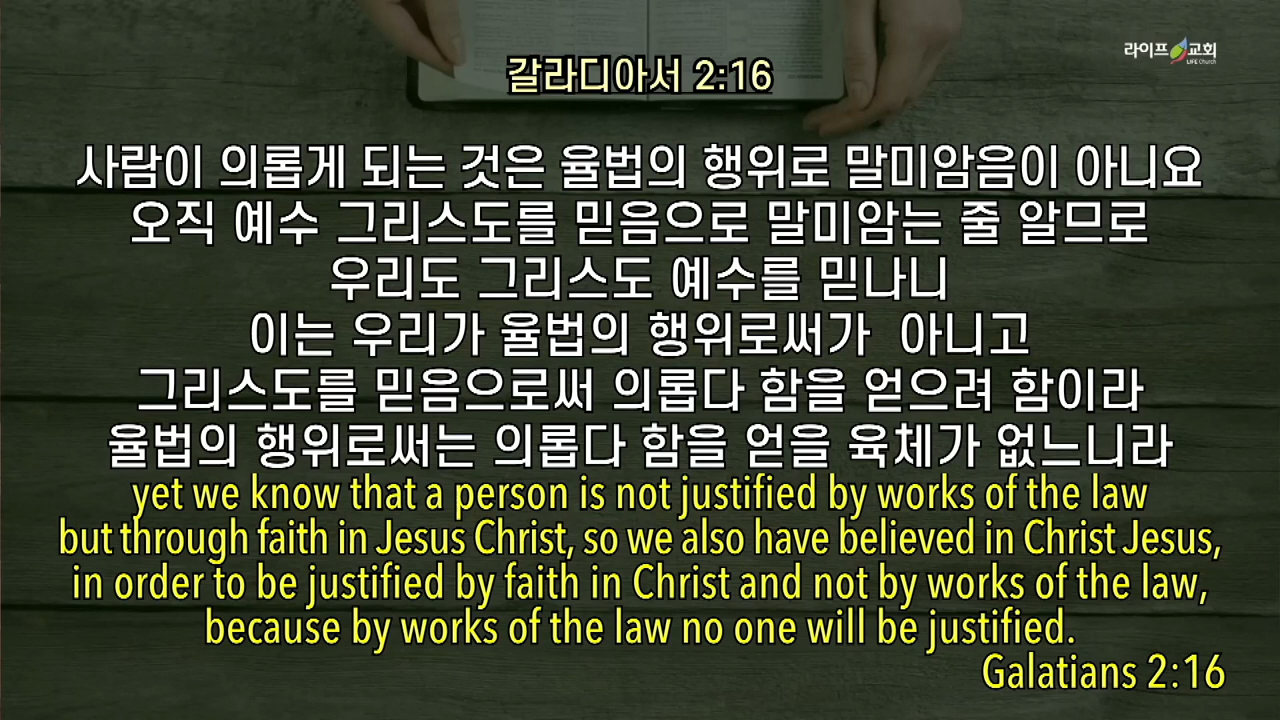 라이프교회
LIFE Church
갈라디아서 2:16
사람이 의롭게 되는 것은 율법의 행위로 말미암음이 아니요
오직 예수 그리스도를 믿음으로 말미암는 줄 알므로
우리도 그리스도 예수를 믿나니
이는 우리가 율법의 행위로써가 아니고
그리스도를 믿음으로써 의롭다 함을 얻으려 함이라
율법의 행위로써는 의롭다 함을 얻을 육체가 없느니라
yet we know that a person is not justified by works of the law
but through faith in Jesus Christ, so we also have believed in Christ Jesus,
in order to be justified by faith in Christ and not by works of the law,
because by works of the law no one will be justified.
Galatians 2:16